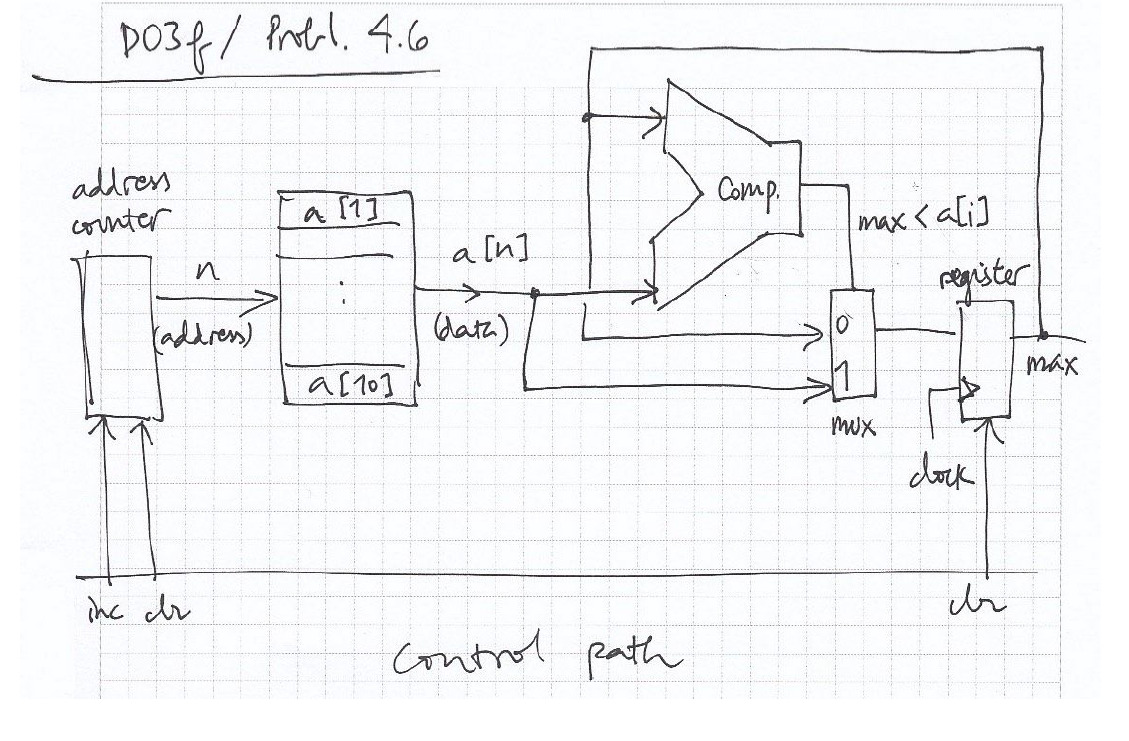 D03f / Probl. 4.6
address
counter
n
(address)
a [1]
:
a [10]
a [n]
(data)
Comp.
max < a[i]
0
1
mux
register
clock
max
inc clr
clr
Control path